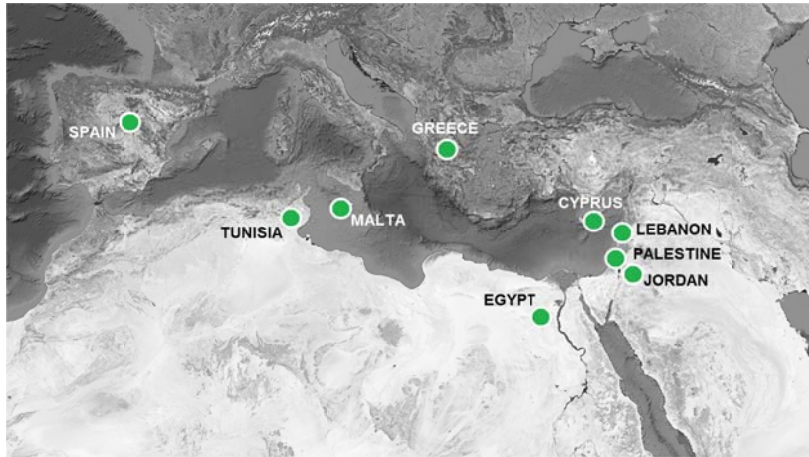 SPAIN
GREECE
CYPRUS
TUNISIA
MALTA
LEBANON
PALESTINE
JORDAN
EGYPT